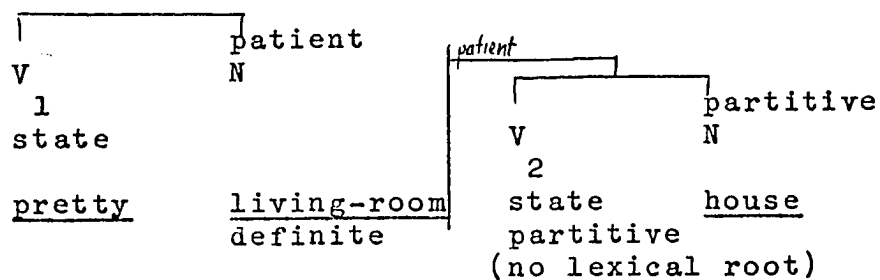 patient
patient
V N
partitive
1 V N
state 2
pretty living-room state house
definite partitive
(no lexical root)